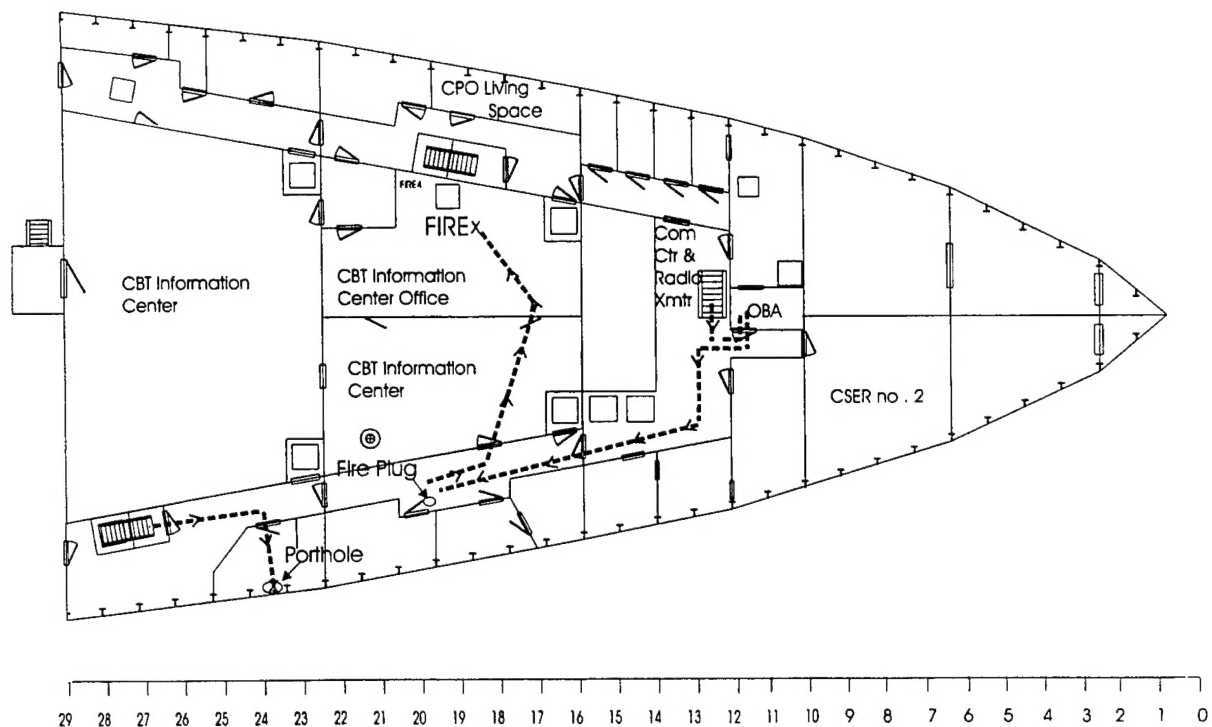 CPO Living
Space
FIRE4
FIREx
Com
Ctr &
Radio
Xmtr
CBT Information
Center
CBT Information
Center Office
OBA
CBT Information
Center
CSER no . 2
Fire Plug
Porthole
29 28 27 26 25 24 23 22 21 20 19 18 17 16 15 14 13 12 11 10 9 8 7 6 5 4 3 2 1 0